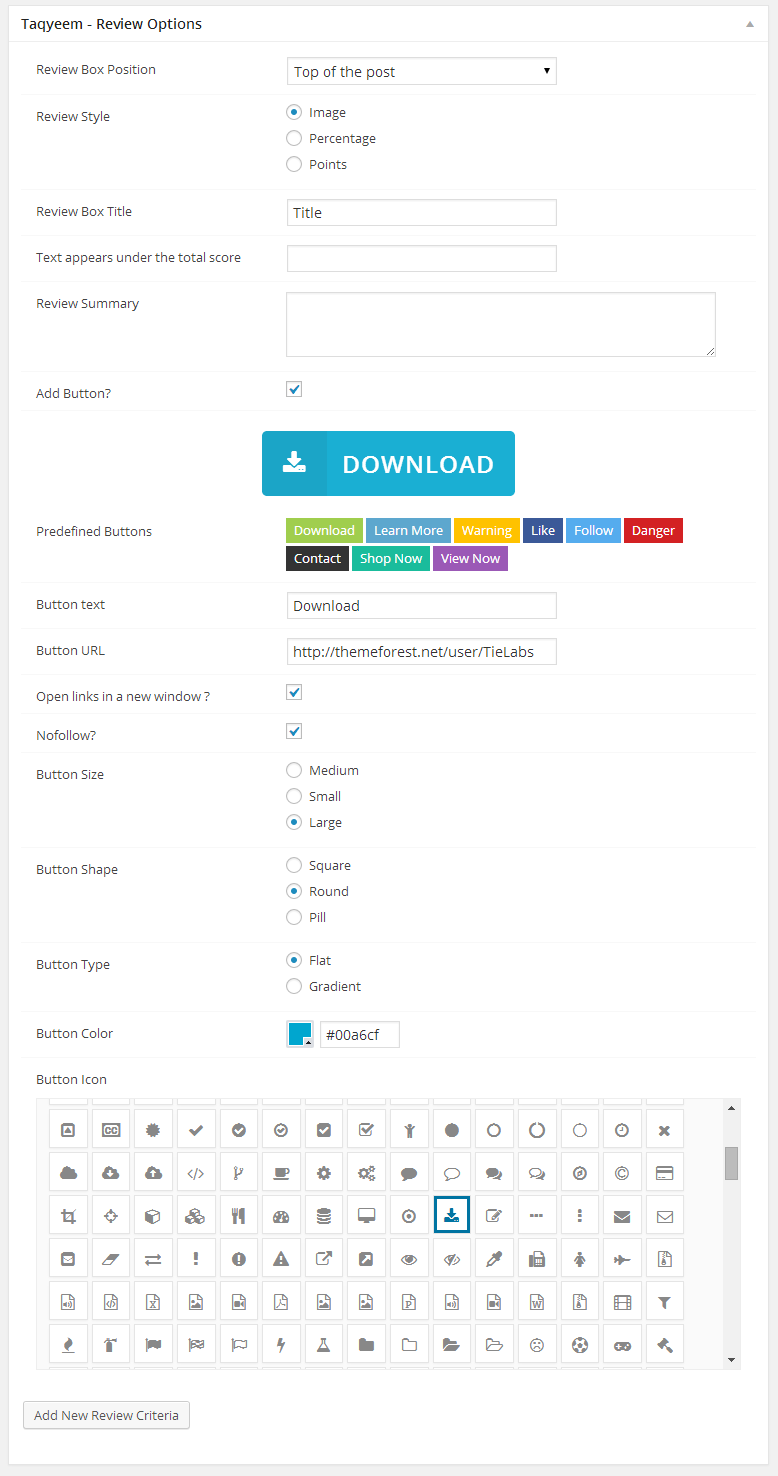 Taqyeem - Review Options
Review Box Position
Top of the post
Review Style
Image
Percentage
Points
Review Box Title
Title
Text appears under the total score
Review Summary
Add Button?
DOWNLOAD
Predefined Buttons
Download Learn More Warning Like Follow Danger
Contact Shop Now View Now
Button text
Download
Button URL
http://themeforest.net/user/TieLabs
Open links in a new window ?
Nofollow?
Button Size
Medium
Small
Large
Button Shape
Square
Round
Pill
Button Type
Flat
Gradient
Button Color
#00a6cf
Button Icon
Add New Review Criteria